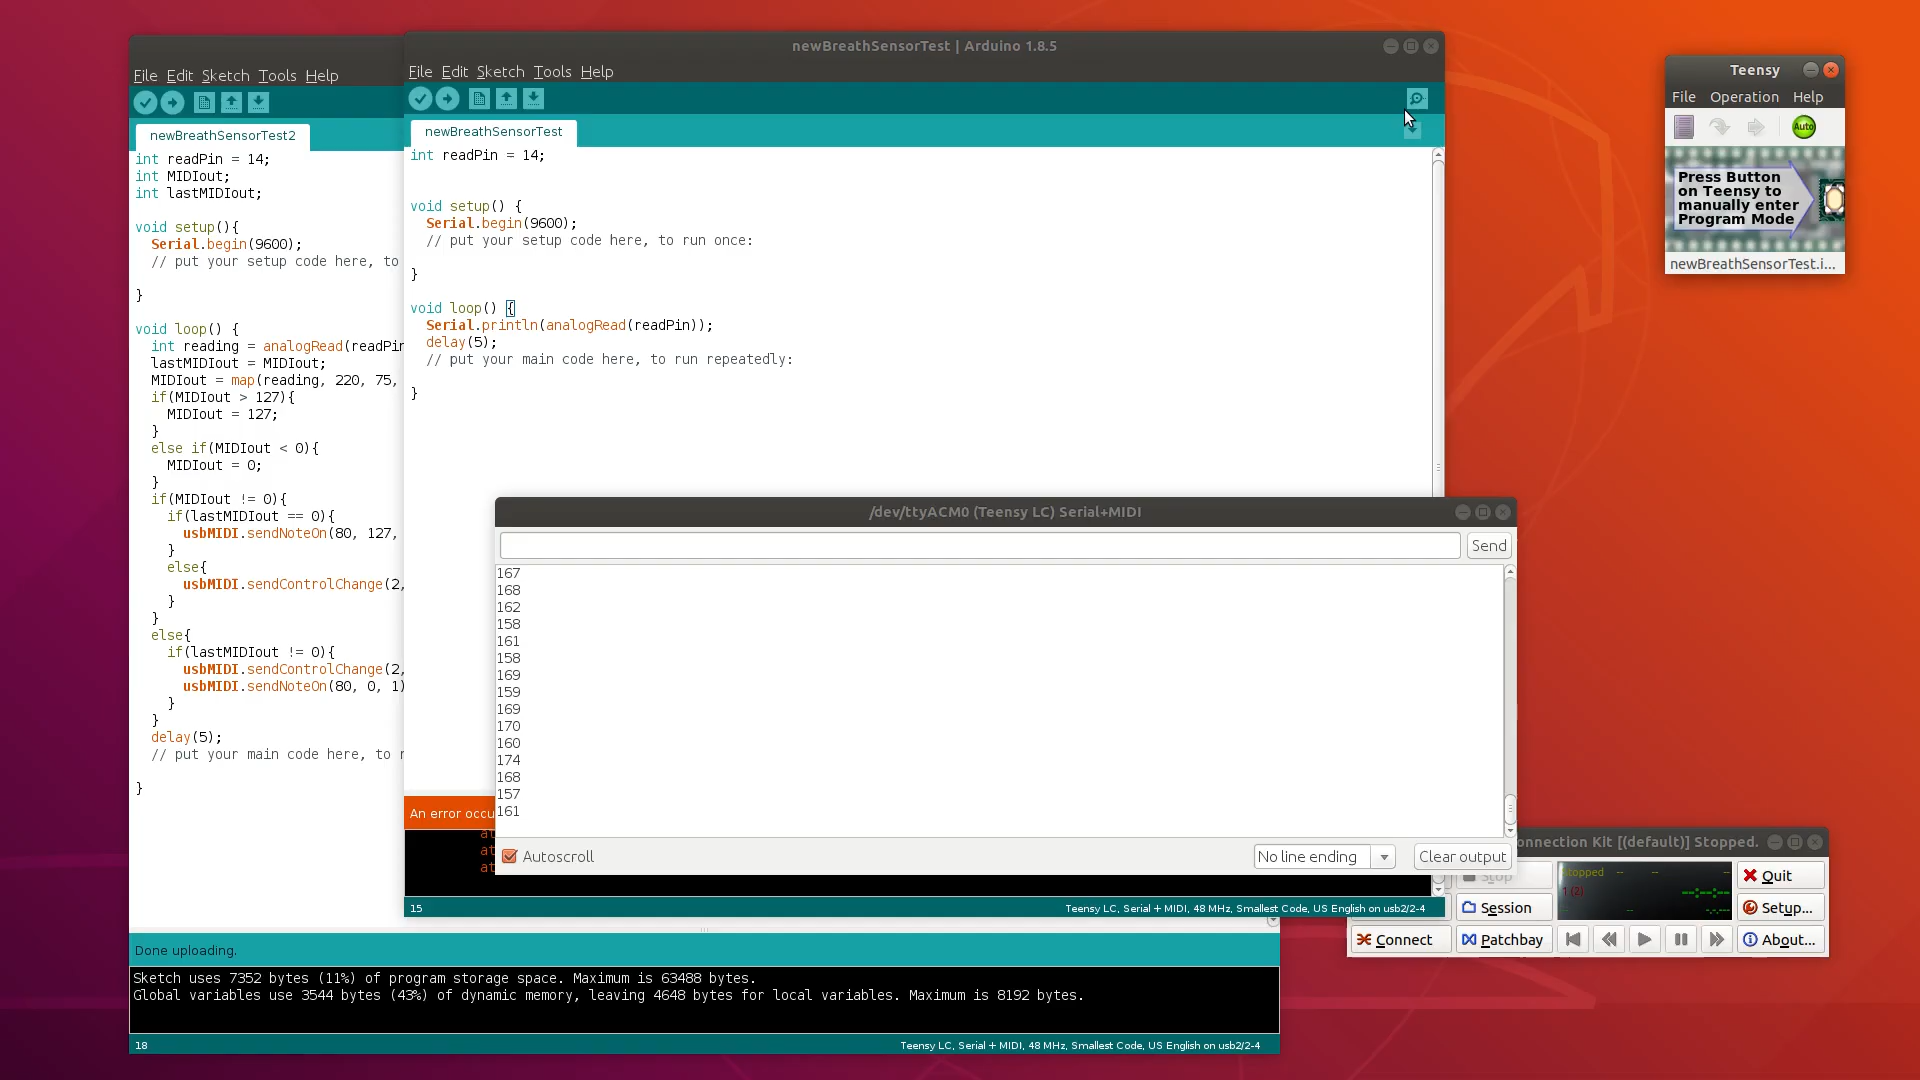 File Edit Sketch Tools Help
newBreathSensorTest2
int readPin = 14;
int MIDIout;
int lastMIDIout;
void setup(){
Serial.begin(9600);
// put your setup code here, to
}
void loop() {
int reading = analogRead(readPin
lastMIDIout = MIDIout;
MIDIout = map(reading, 220, 75,
if(MIDIout > 127){
MIDIout = 127;
}
else if(MIDIout < 0){
MIDIout = 0;
}
if(MIDIout != 0){
if(lastMIDIout == 0){
usbMIDI.sendNoteOn(80, 127,
}
else{
usbMIDI.sendControlChange(2,
}
}
else{
if(lastMIDIout != 0){
usbMIDI.sendControlChange(2,
usbMIDI.sendNoteOn(80, 0, 1)
}
}
delay(5);
// put your main code here, to r
}
Done uploading.
Sketch uses 7352 bytes (11%) of program storage space. Maximum is 63488 bytes.
Global variables use 3544 bytes (43%) of dynamic memory, leaving 4648 bytes for local variables. Maximum is 8192 bytes.
18
Teensy LC, Serial + MIDI, 48 MHz, Smallest Code, US English on usb2/2-4
newBreathSensorTest | Arduino 1.8.5
File Edit Sketch Tools Help
newBreathSensorTest
int readPin = 14;
void setup() {
Serial.begin(9600);
// put your setup code here, to run once:
}
void loop() {
Serial.println(analogRead(readPin));
delay(5);
// put your main code here, to run repeatedly:
}
An error occu
at
at
at
15
Teensy LC, Serial + MIDI, 48 MHz, Smallest Code, US English on usb2/2-4
/dev/ttyACM0 (Teensy LC) Serial+MIDI
Send
167
168
162
158
161
158
169
159
169
170
160
174
168
157
161
Autoscroll
No line ending
Clear output
Teensy
File Operation Help
Auto
Press Button
on Teensy to
manually enter
Program Mode
newBreathSensorTest.i...
onnection Kit [(default)] Stopped.
Stop
Stopped
1 (2)
Quit
Session
Setup...
Connect
Patchbay
About...